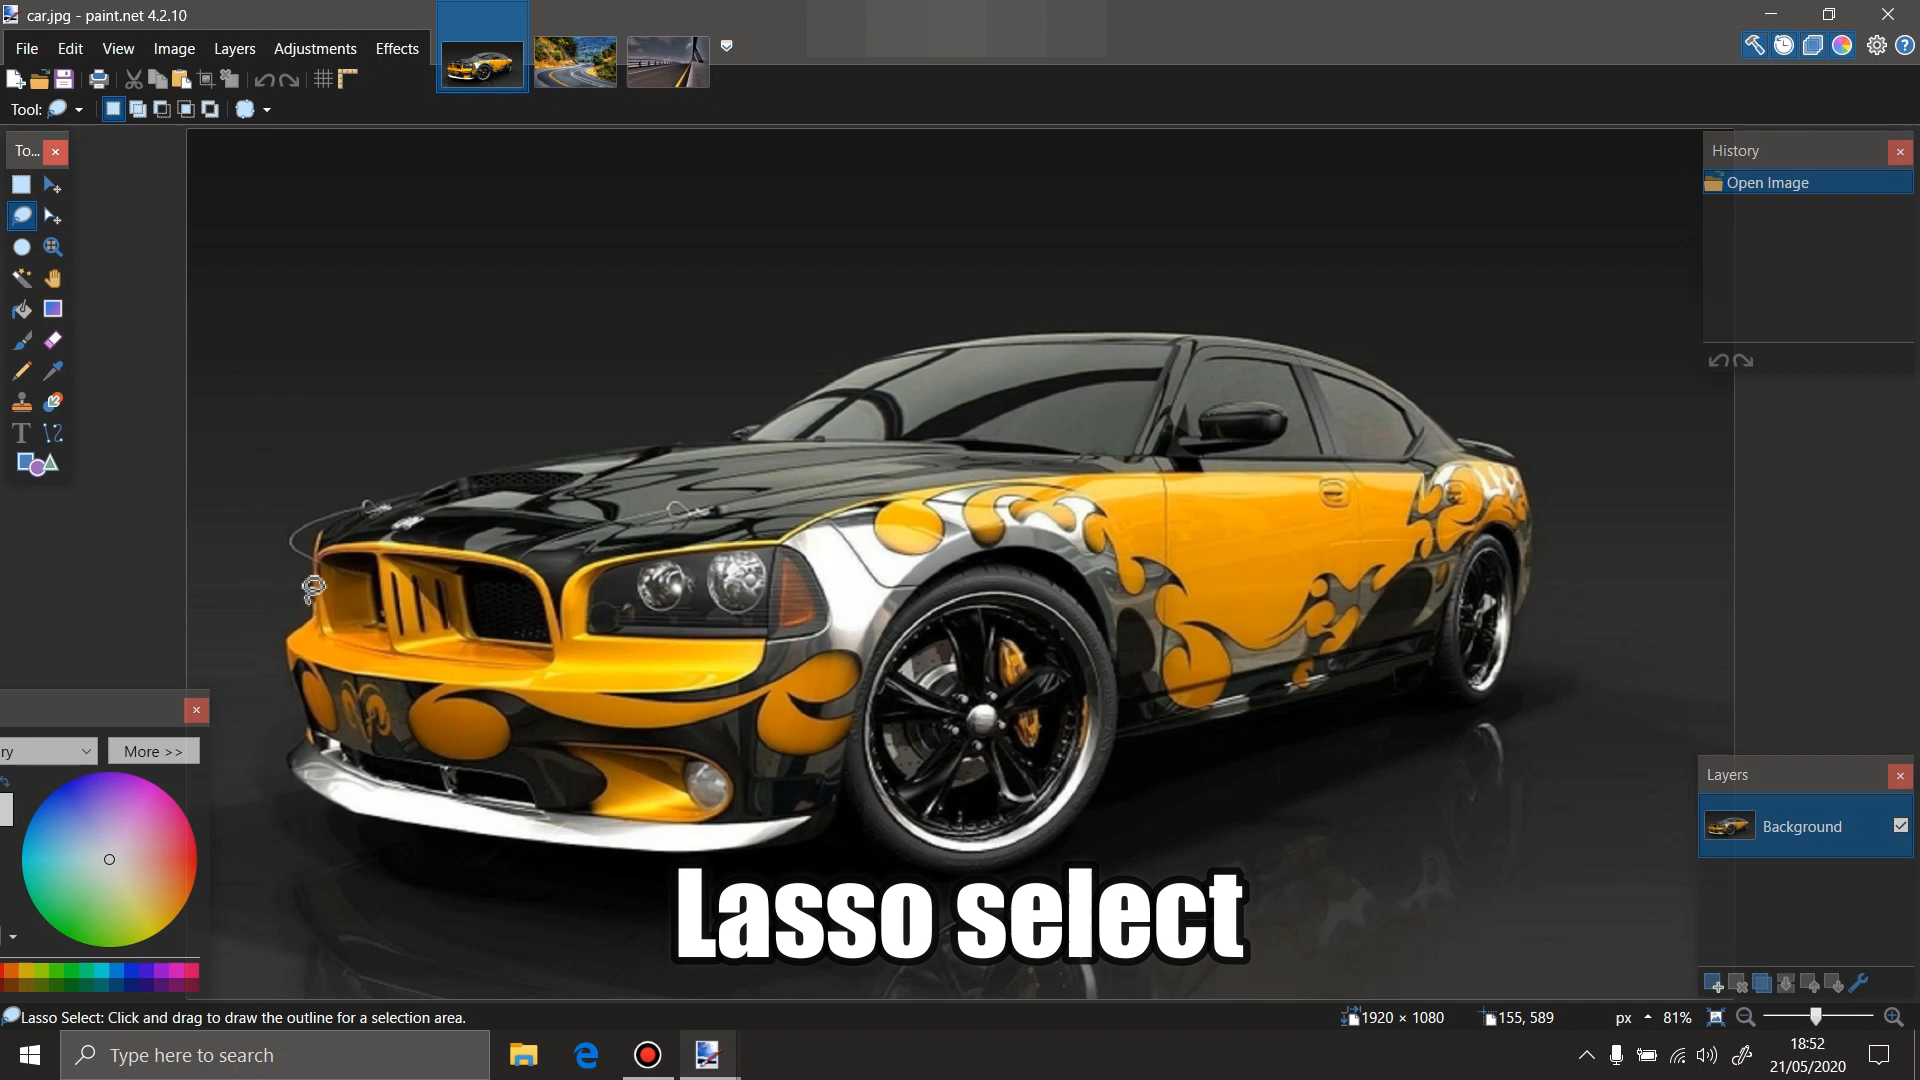 car.jpg - paint.net 4.2.10
File Edit View Image Layers Adjustments Effects
Tool:
To...
History
Open Image
ry
More >>
Layers
Background
Lasso select
Lasso Select: Click and drag to draw the outline for a selection area.
1920 × 1080
155, 589
px
81%
Type here to search
18:52
21/05/2020